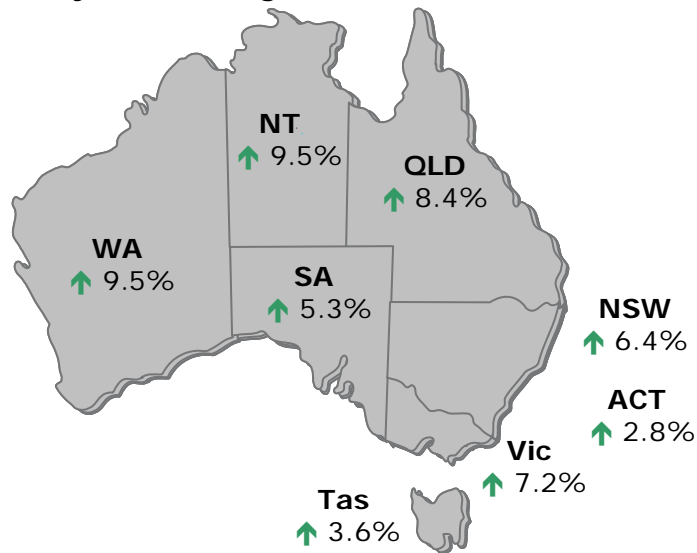 NT
↑ 9.5%
QLD
↑ 8.4%
WA
↑ 9.5%
SA
↑ 5.3%
NSW
↑ 6.4%
ACT
↑ 2.8%
Vic
↑ 7.2%
Tas
↑ 3.6%